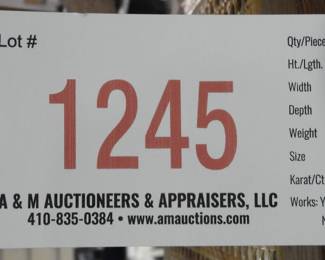 Lot #
1245
A & M AUCTIONEERS & APPRAISERS, LLC
410-835-0384 • www.amauctions.com
Qty/Piece
Ht./Lgth.
Width
Depth
Weight
Size
Karat/Ct
Works: Y
N